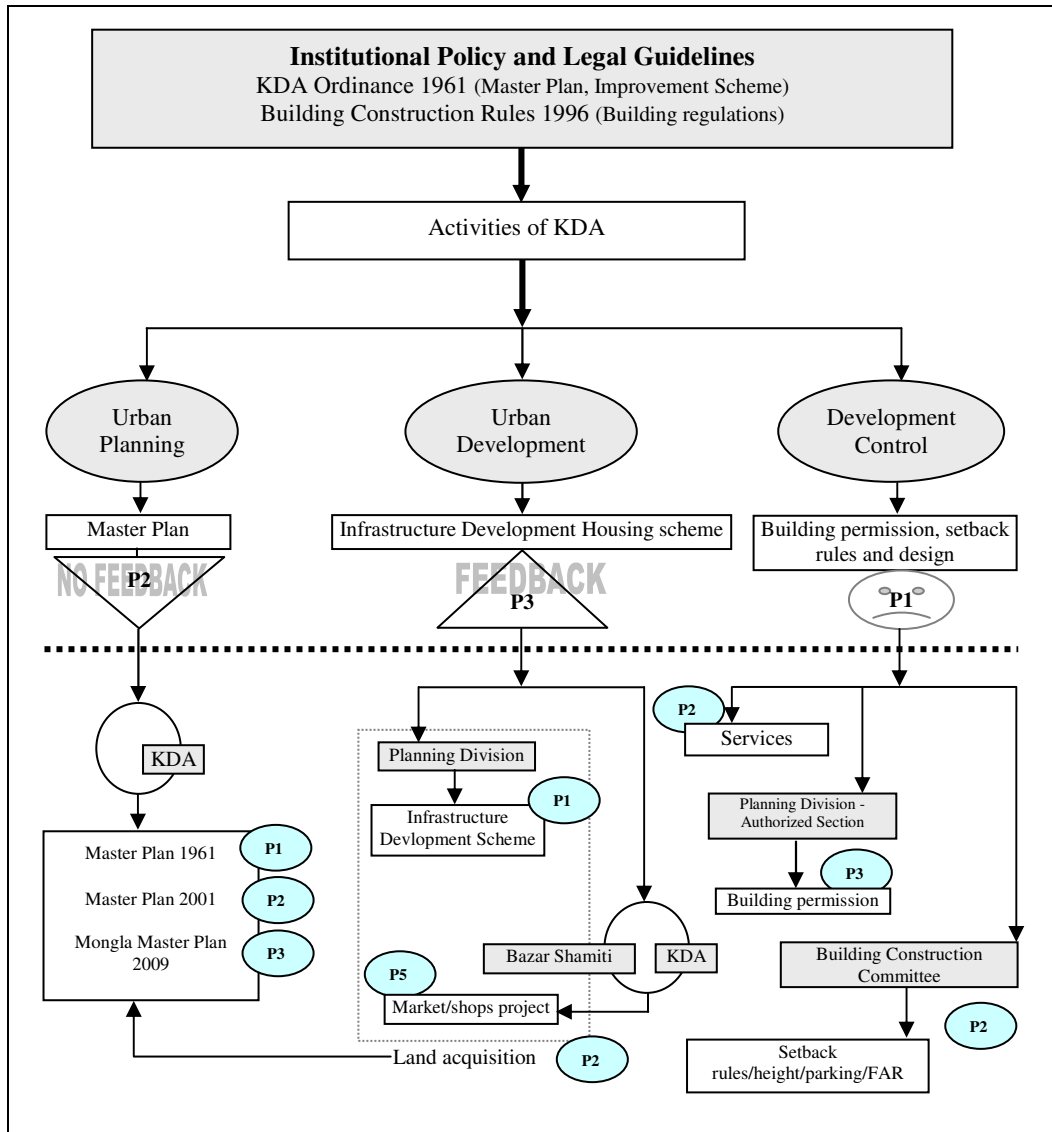 Institutional Policy and Legal Guidelines
KDA Ordinance 1961 (Master Plan, Improvement Scheme)
Building Construction Rules 1996 (Building regulations)
Activities of KDA
Urban
Planning
Urban
Development
Development
Control
Master Plan
Infrastructure Development Housing scheme
Building permission, setback
rules and design
NO FEEDBACK
P2
FEEDBACK
P3
P1
KDA
Master Plan 1961
P1
Master Plan 2001
P2
Mongla Master Plan
2009
P3
Planning Division
Infrastructure
Devlopment Scheme
P1
Bazar Shamiti
KDA
P5
Market/shops project
Land acquisition
P2
P2
Services
Planning Division -
Authorized Section
P3
Building permission
Building Construction
Committee
P2
Setback
rules/height/parking/FAR